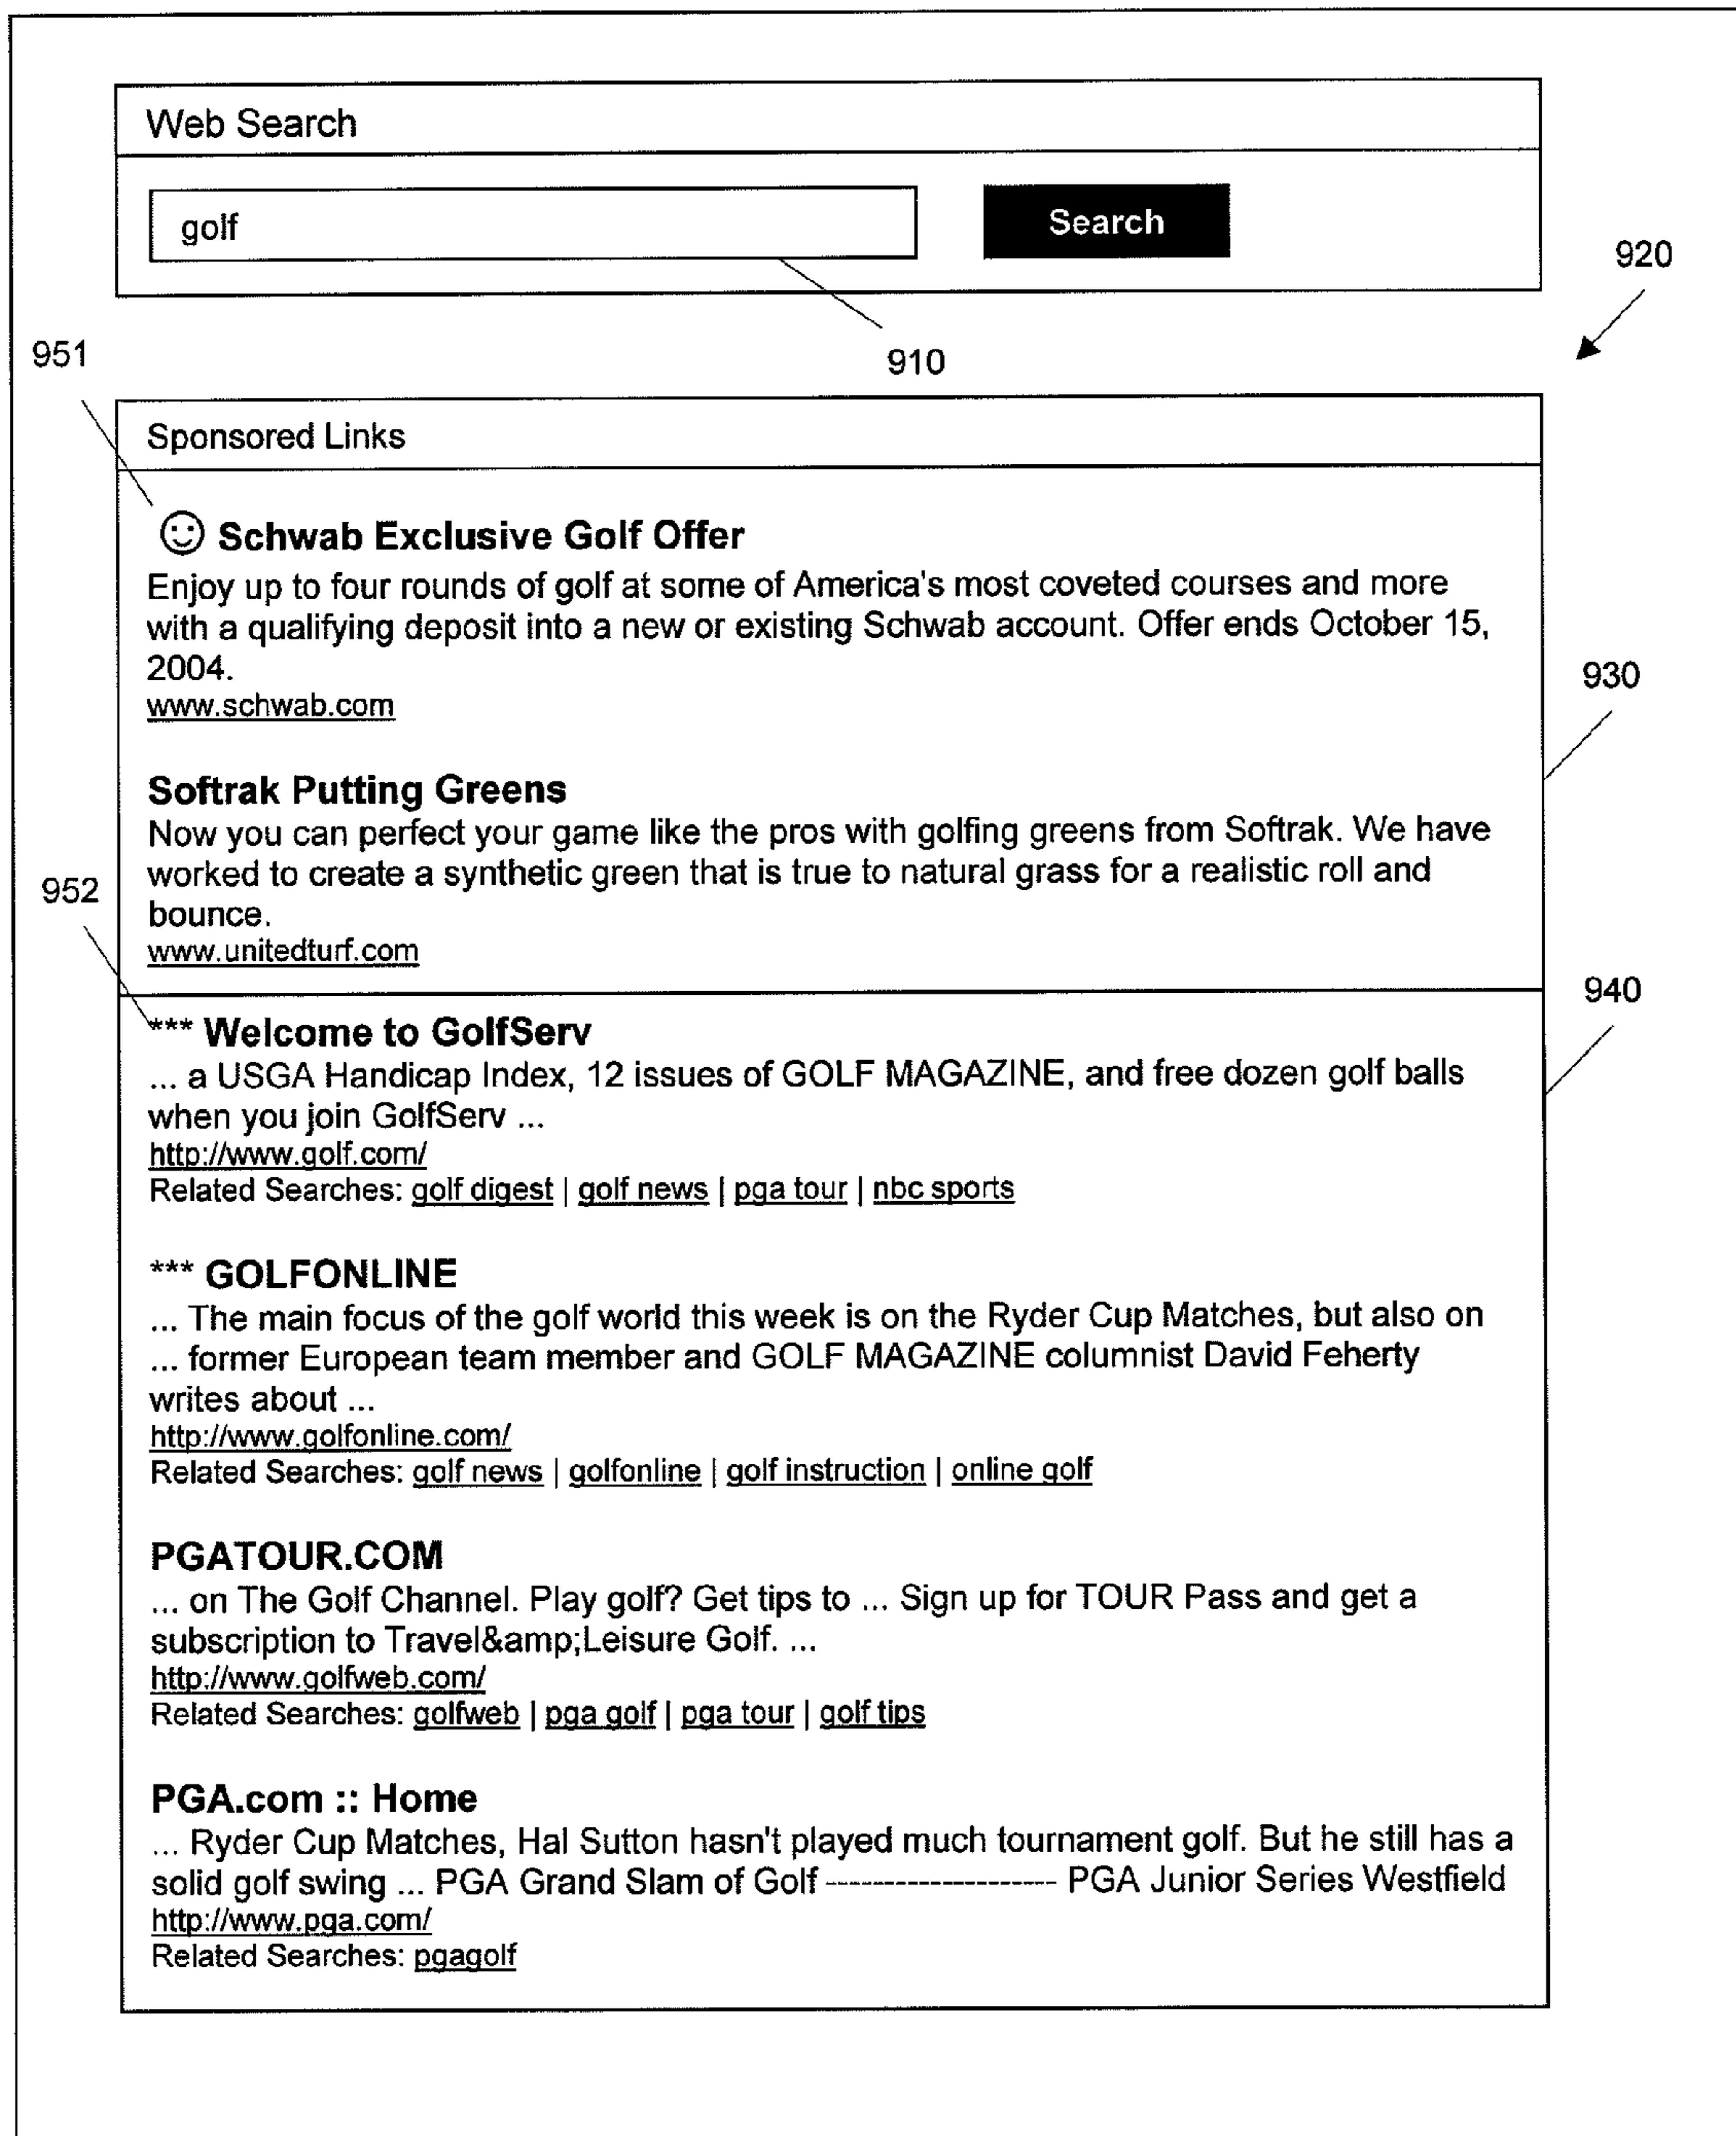 Web Search
golf
Search
920
951
910
Sponsored Links
Schwab Exclusive Golf Offer
Enjoy up to four rounds of golf at some of America's most coveted courses and more
with a qualifying deposit into a new or existing Schwab account. Offer ends October 15,
2004.
930
www.schwab.com
Softrak Putting Greens
Now you can perfect your game like the pros with golfing greens from Softrak. We have
worked to create a synthetic green that is true to natural grass for a realistic roll and
952
bounce.
www.unitedturf.com
940
*** Welcome to GolfServ
... a USGA Handicap Index, 12 issues of GOLF MAGAZINE, and free dozen golf balls
when you join GolfServ ...
http://www.golf.com/
Related Searches: golf digest | golf news | pga tour | nbc sports
*** GOLFONLINE
... The main focus of the golf world this week is on the Ryder Cup Matches, but also on
... former European team member and GOLF MAGAZINE columnist David Feherty
writes about ...
http://www.golfonline.com/
Related Searches: golf news | golfonline | golf instruction | online golf
PGATOUR.COM
... on The Golf Channel. Play golf? Get tips to ... Sign up for TOUR Pass and get a
subscription to Travel&amp;Leisure Golf. ...
http://www.golfweb.com/
Related Searches: golfweb | pga golf | pga tour | golf tips
PGA.com :: Home
... Ryder Cup Matches, Hal Sutton hasn't played much tournament golf. But he still has a
solid golf swing ... PGA Grand Slam of Golf -------------------- PGA Junior Series Westfield
http://www.pga.com/
Related Searches: pgagolf